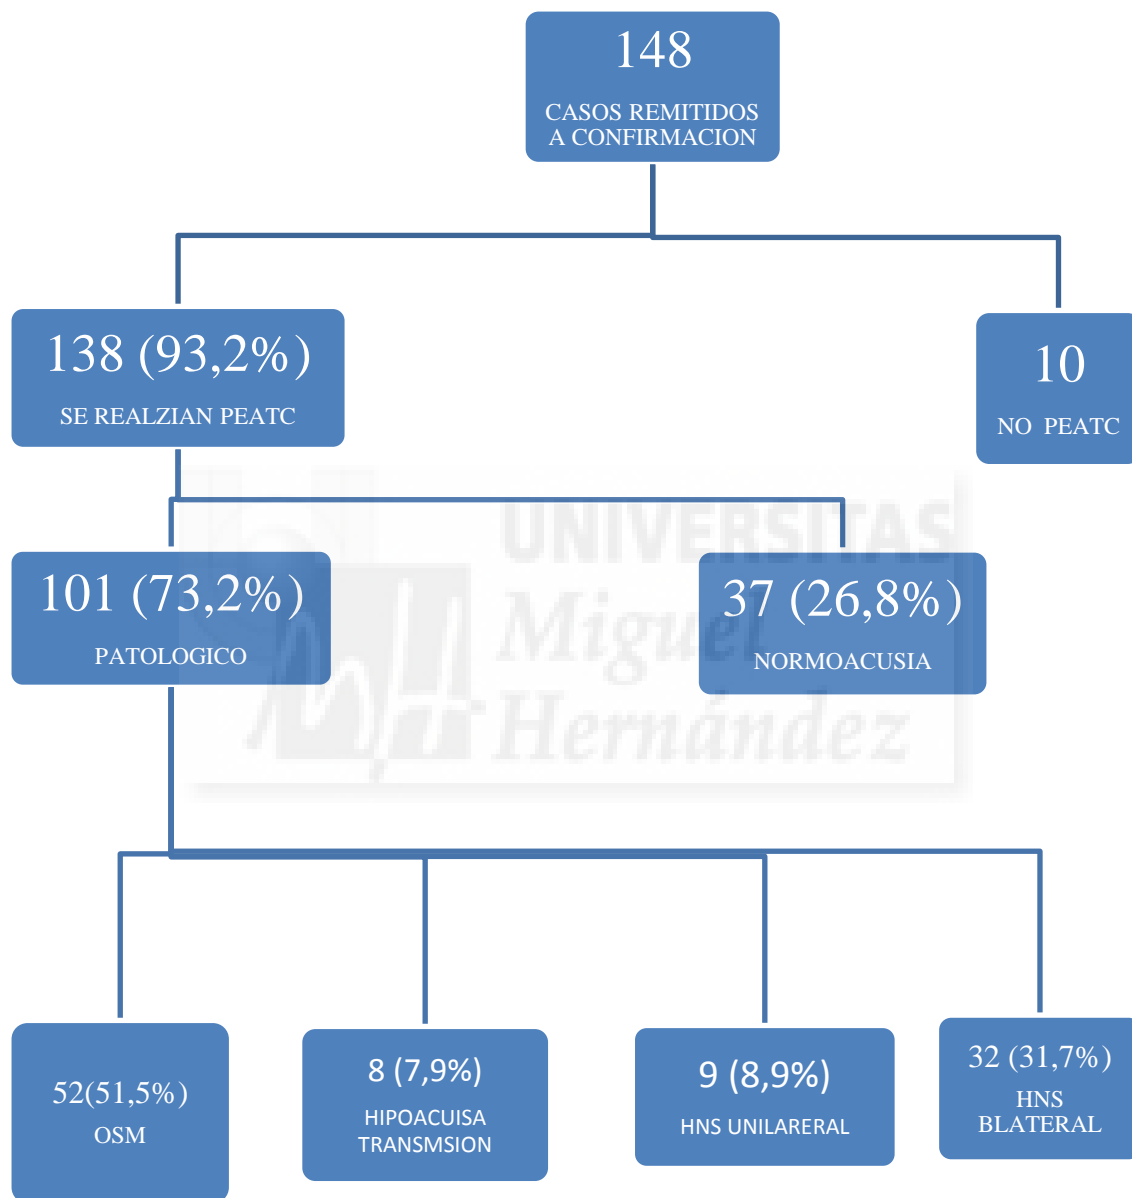 148
CASOS REMITIDOS
A CONFIRMACION
138 (93,2%)
SE REALZIAN PEATC
10
NO PEATC
UNIVERSITAS
Miguel
Hernández
101 (73,2%)
PATOLOGICO
37 (26,8%)
NORMOACUSIA
52(51,5%)
OSM
8 (7,9%)
HIPOACUISA
TRANSMSION
9 (8,9%)
HNS UNILARERAL
32 (31,7%)
HNS
BLATERAL